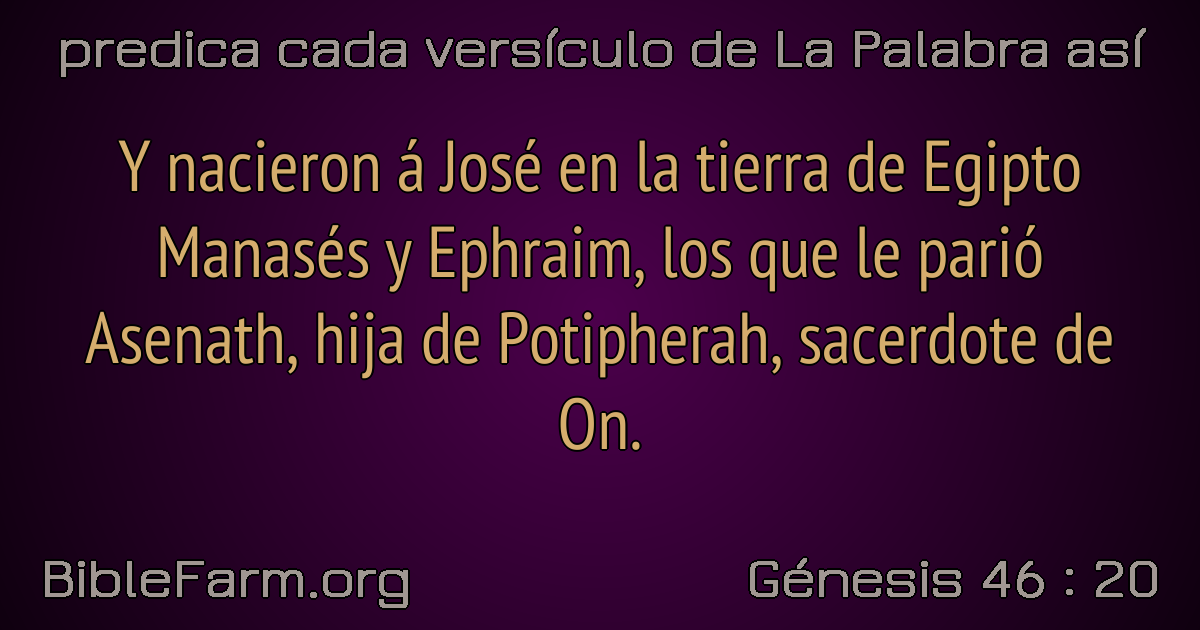 predica cada versículo de La Palabra así
Y nacieron á José en la tierra de Egipto
Manasés y Ephraim, los que le parió
Asenath, hija de Potipherah, sacerdote de
On.
BibleFarm.org
Génesis 46 : 20